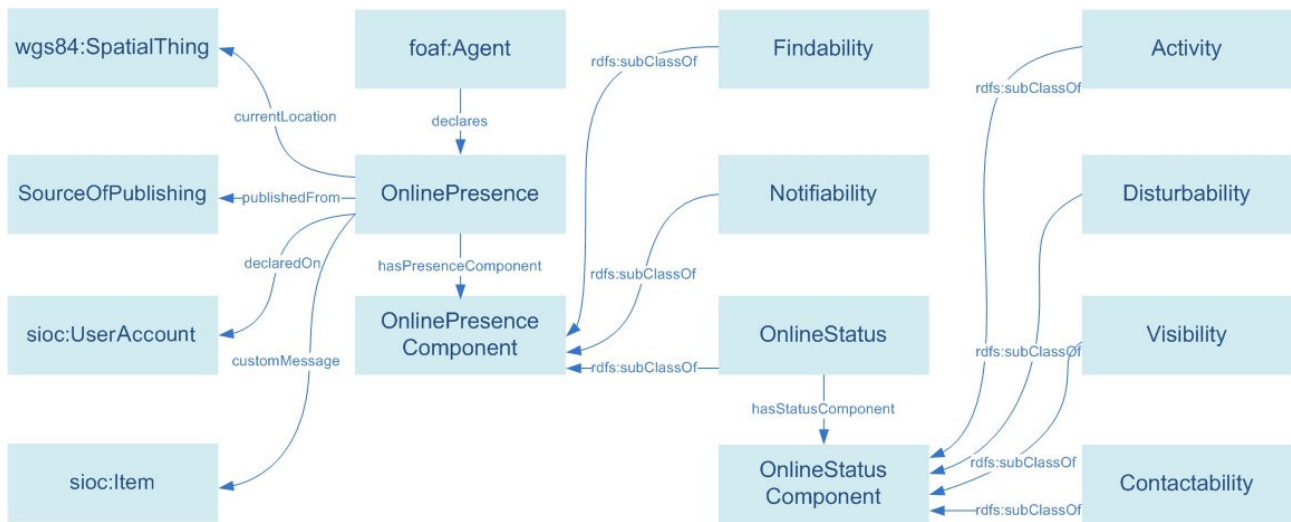 wgs84:SpatialThing
foaf:Agent
Findability
Activity
rdfs:subClassOf
rdfs:subClassOf
currentLocation
declares
SourceOfPublishing
publishedFrom
OnlinePresence
Notifiability
Disturbability
declaredOn
hasPresenceComponent
rdfs:subClassOf
sioc:UserAccount
OnlinePresence
Component
OnlineStatus
Visibility
customMessage
rdfs:subClassOf
rdfs:subClassOf
hasStatusComponent
sioc:Item
OnlineStatus
Component
rdfs:subClassOf
Contactability
rdfs:subClassOf